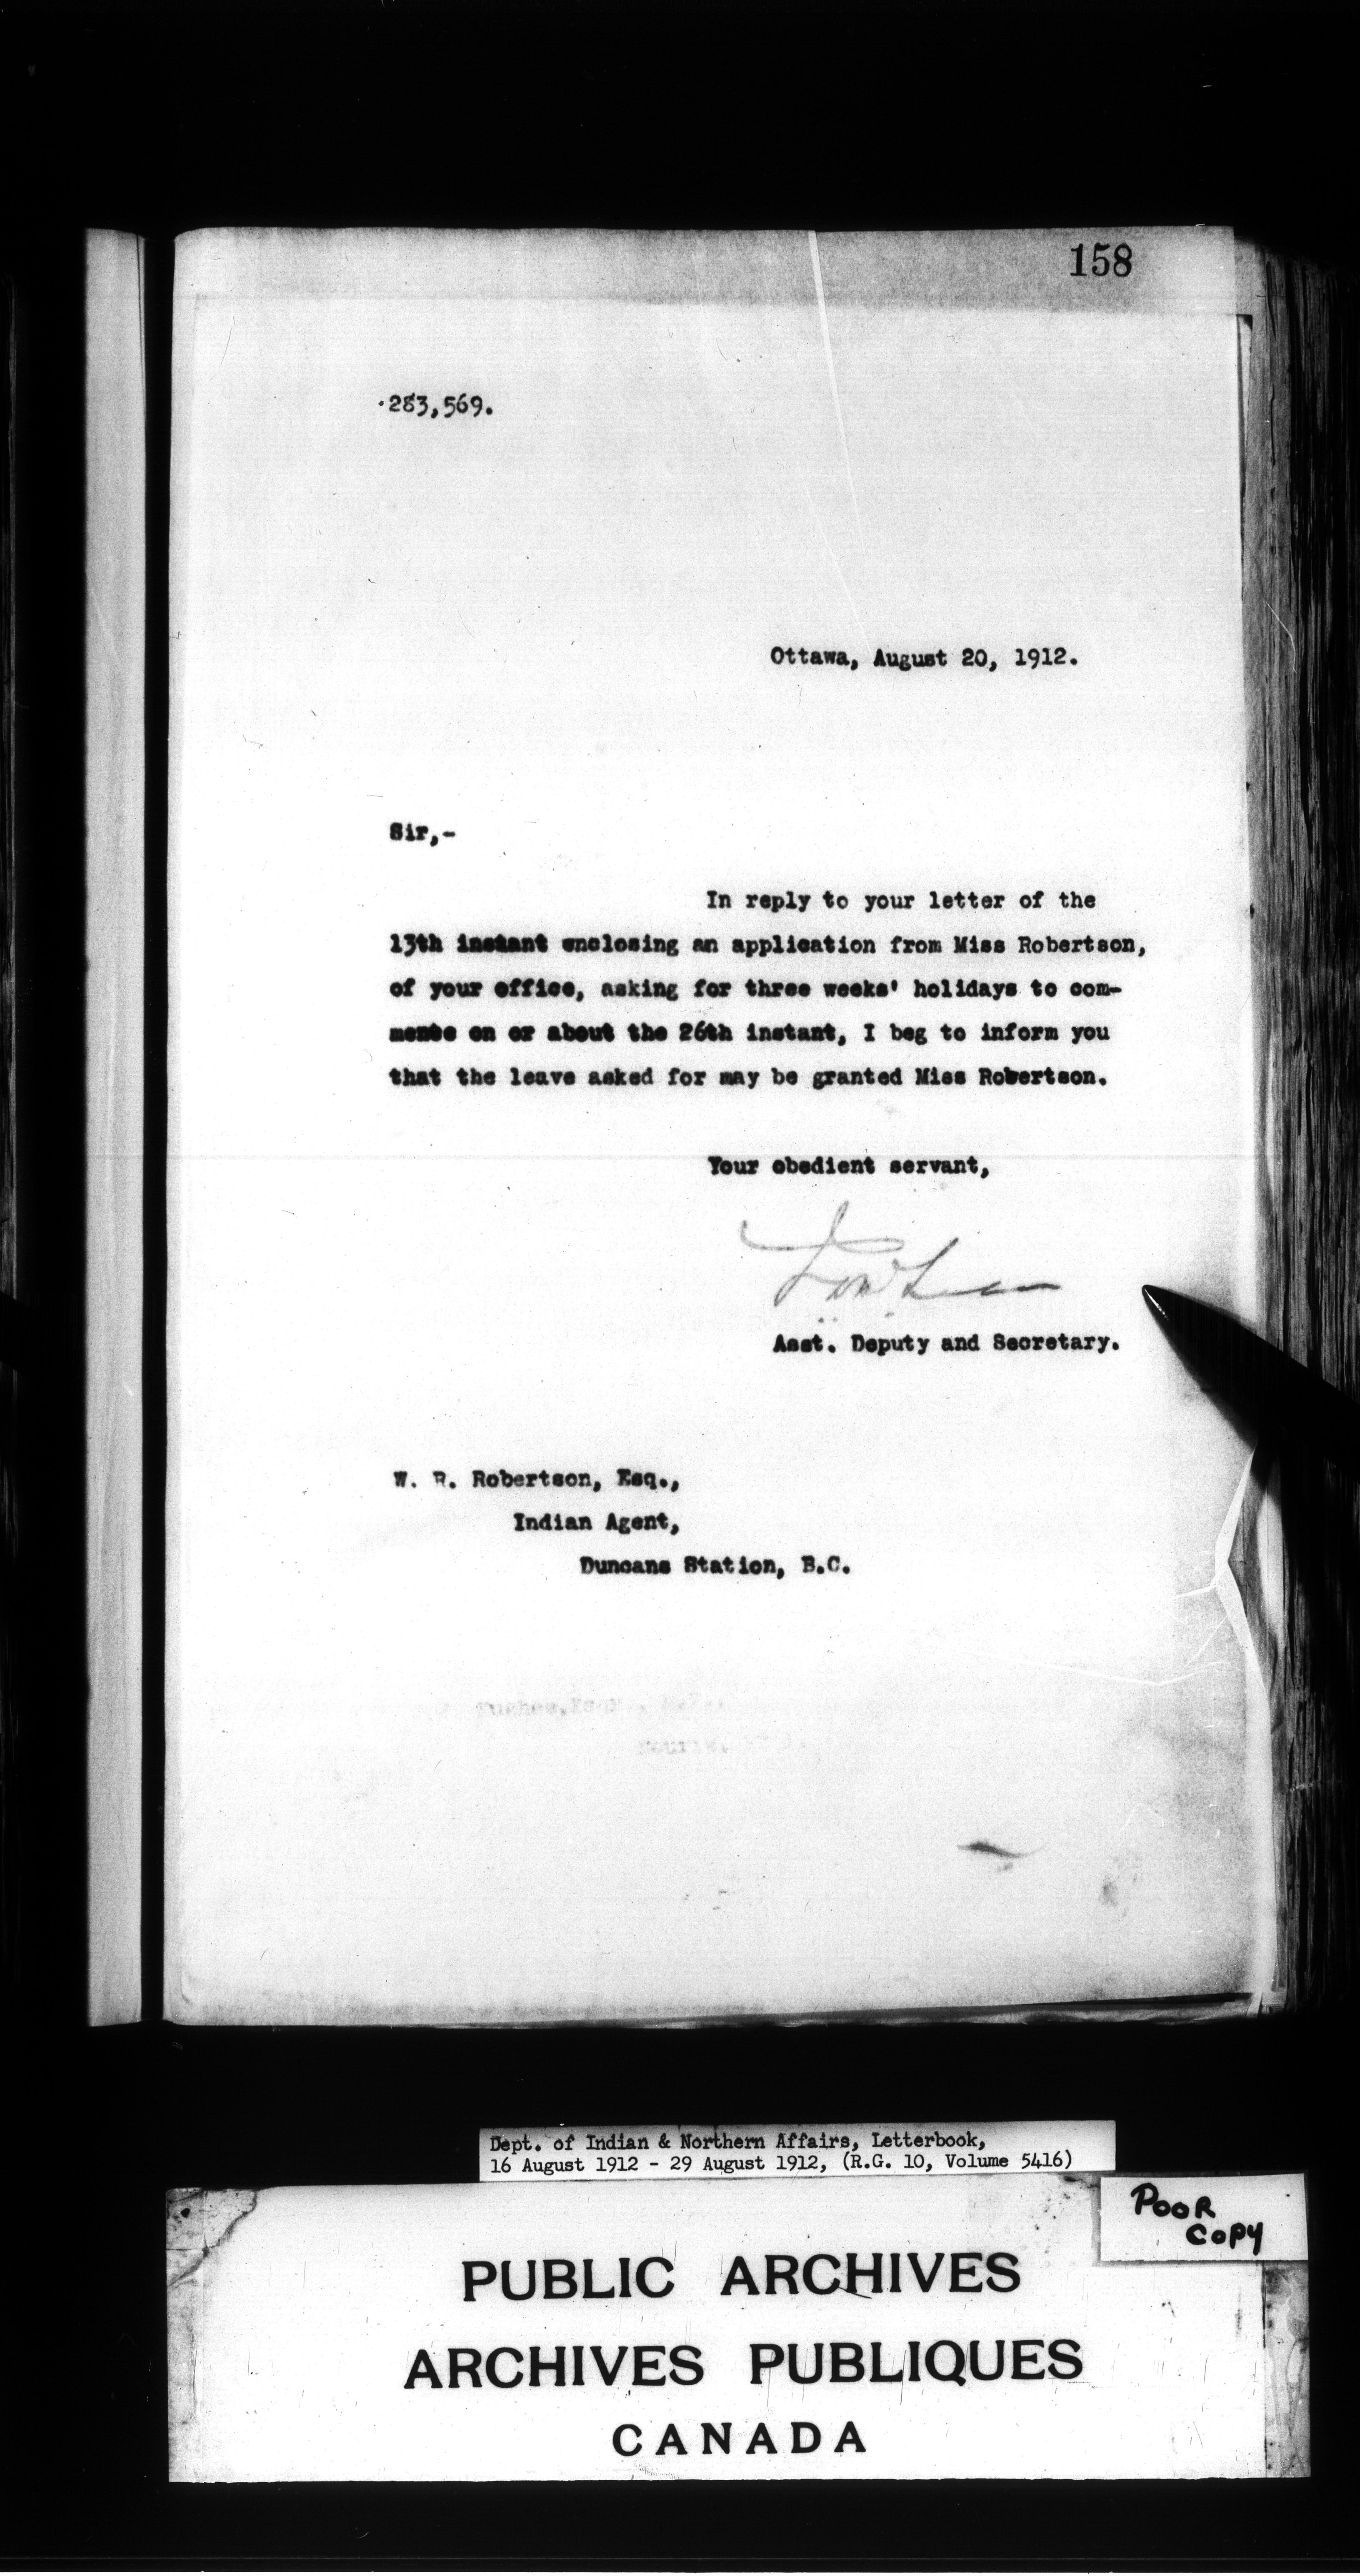 158
283,569.
Ottawa, August 20, 1912.
Sir,-
In reply to your letter of the
13th instant enclosing an application from Miss Robertson,
of your office, asking for three weeks' holidays to com-
mence on or about the 26th instant, I beg to inform you
that the leave asked for may be granted Miss Robertson.
Your obedient servant,
Asst. Deputy and Secretary.
W. R. Robertson, Esq.,
Indian Agent,
Duncans Station, B.C.
Dept. of Indian & Northern Affairs, Letterbook,
16 August 1912 - 29 August 1912, (R.G. 10, Volume 5416)
POOR
COPY
PUBLIC ARCHIVES
ARCHIVES PUBLIQUES
CANADA